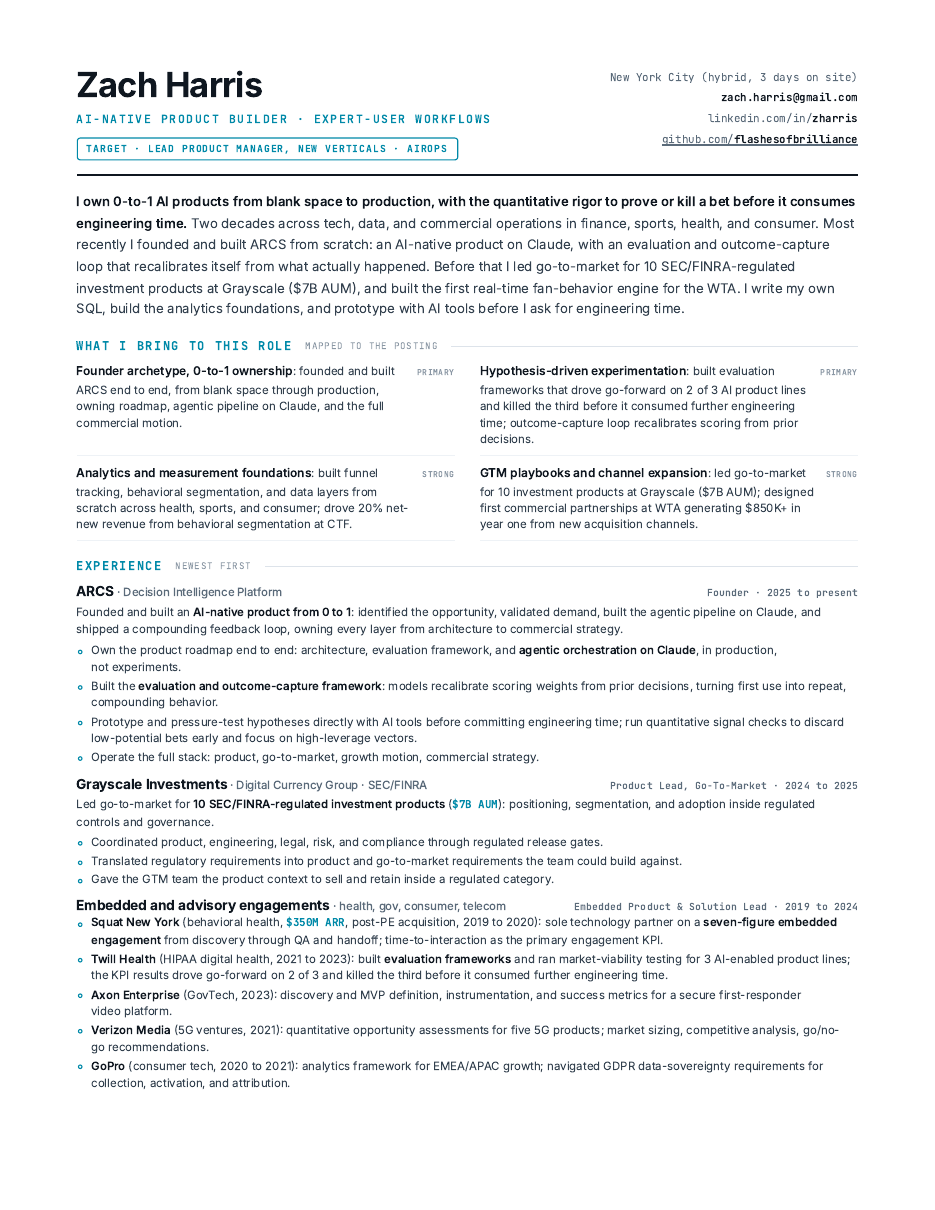 Zach Harris
AI-NATIVE PRODUCT BUILDER · EXPERT-USER WORKFLOWS
TARGET · LEAD PRODUCT MANAGER, NEW VERTICALS · AIROPS
New York City (hybrid, 3 days on site)
zach.harris@gmail.com
linkedin.com/in/zharris
github.com/flashesofbrilliance
I own 0-to-1 AI products from blank space to production, with the quantitative rigor to prove or kill a bet before it consumes
engineering time. Two decades across tech, data, and commercial operations in finance, sports, health, and consumer. Most
recently I founded and built ARCS from scratch: an AI-native product on Claude, with an evaluation and outcome-capture
loop that recalibrates itself from what actually happened. Before that I led go-to-market for 10 SEC/FINRA-regulated
investment products at Grayscale ($7B AUM), and built the first real-time fan-behavior engine for the WTA. I write my own
SQL, build the analytics foundations, and prototype with AI tools before I ask for engineering time.
WHAT I BRING TO THIS ROLE MAPPED TO THE POSTING
Founder archetype, 0-to-1 ownership: founded and built PRIMARY
ARCS end to end, from blank space through production,
owning roadmap, agentic pipeline on Claude, and the full
commercial motion.
Hypothesis-driven experimentation: built evaluation PRIMARY
frameworks that drove go-forward on 2 of 3 AI product lines
and killed the third before it consumed further engineering
time; outcome-capture loop recalibrates scoring from prior
decisions.
Analytics and measurement foundations: built funnel STRONG
tracking, behavioral segmentation, and data layers from
scratch across health, sports, and consumer; drove 20% net-
new revenue from behavioral segmentation at CTF.
GTM playbooks and channel expansion: led go-to-market STRONG
for 10 investment products at Grayscale ($7B AUM); designed
first commercial partnerships at WTA generating $850K+ in
year one from new acquisition channels.
EXPERIENCE NEWEST FIRST
ARCS · Decision Intelligence Platform Founder · 2025 to present
Founded and built an AI-native product from 0 to 1: identified the opportunity, validated demand, built the agentic pipeline on Claude, and
shipped a compounding feedback loop, owning every layer from architecture to commercial strategy.
Own the product roadmap end to end: architecture, evaluation framework, and agentic orchestration on Claude, in production,
not experiments.
Built the evaluation and outcome-capture framework: models recalibrate scoring weights from prior decisions, turning first use into repeat,
compounding behavior.
Prototype and pressure-test hypotheses directly with AI tools before committing engineering time; run quantitative signal checks to discard
low-potential bets early and focus on high-leverage vectors.
Operate the full stack: product, go-to-market, growth motion, commercial strategy.
Grayscale Investments · Digital Currency Group · SEC/FINRA Product Lead, Go-To-Market · 2024 to 2025
Led go-to-market for 10 SEC/FINRA-regulated investment products ($7B AUM): positioning, segmentation, and adoption inside regulated
controls and governance.
Coordinated product, engineering, legal, risk, and compliance through regulated release gates.
Translated regulatory requirements into product and go-to-market requirements the team could build against.
Gave the GTM team the product context to sell and retain inside a regulated category.
Embedded and advisory engagements · health, gov, consumer, telecom Embedded Product & Solution Lead · 2019 to 2024
Squat New York (behavioral health, $350M ARR, post-PE acquisition, 2019 to 2020): sole technology partner on a seven-figure embedded
engagement from discovery through QA and handoff; time-to-interaction as the primary engagement KPI.
Twill Health (HIPAA digital health, 2021 to 2023): built evaluation frameworks and ran market-viability testing for 3 AI-enabled product lines;
the KPI results drove go-forward on 2 of 3 and killed the third before it consumed further engineering time.
Axon Enterprise (GovTech, 2023): discovery and MVP definition, instrumentation, and success metrics for a secure first-responder
video platform.
Verizon Media (5G ventures, 2021): quantitative opportunity assessments for five 5G products; market sizing, competitive analysis, go/no-
go recommendations.
GoPro (consumer tech, 2020 to 2021): analytics framework for EMEA/APAC growth; navigated GDPR data-sovereignty requirements for
collection, activation, and attribution.